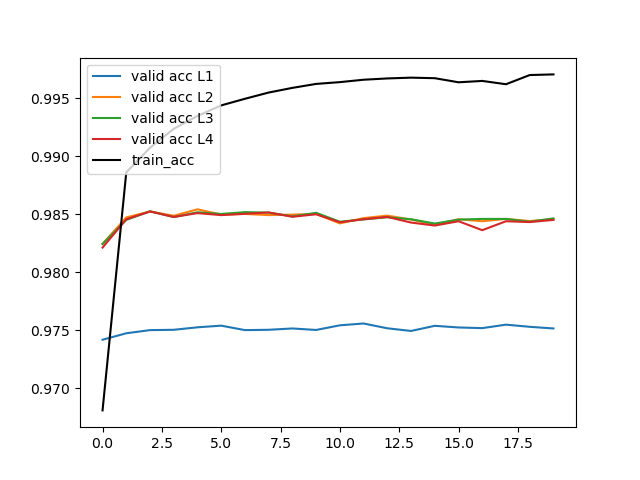 valid acc L1
valid acc L2
valid acc L3
valid acc L4
train_acc
0.995
0.990
0.985
0.980
0.975
0.970
0.0 2.5 5.0 7.5 10.0 12.5 15.0 17.5